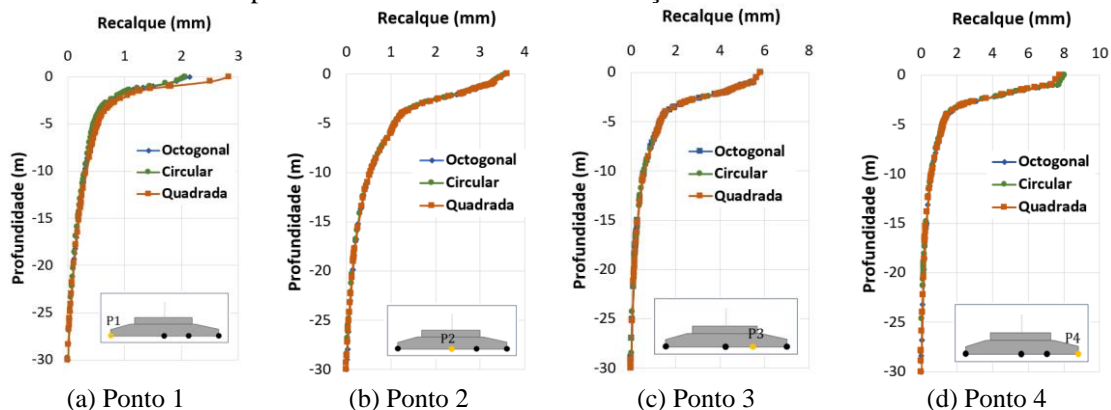 Recalque (mm)
0 1 2 3
0
-5
-10
-15
-20
-25
-30
Profundidade (m)
Octogonal
Circular
Quadrada
P1
(a) Ponto 1
Recalque (mm)
0 1 2 3 4
0
-5
-10
-15
-20
-25
-30
Profundidade (m)
Octogonal
Circular
Quadrada
P2
(b) Ponto 2
Recalque (mm)
0 2 4 6 8
0
-5
-10
-15
-20
-25
-30
Profundidade (m)
Octogonal
Circular
Quadrada
P3
(c) Ponto 3
Recalque (mm)
0 2 4 6 8 10
0
-5
-10
-15
-20
-25
-30
Profundidade (m)
Octogonal
Circular
Quadrada
P4
(d) Ponto 4